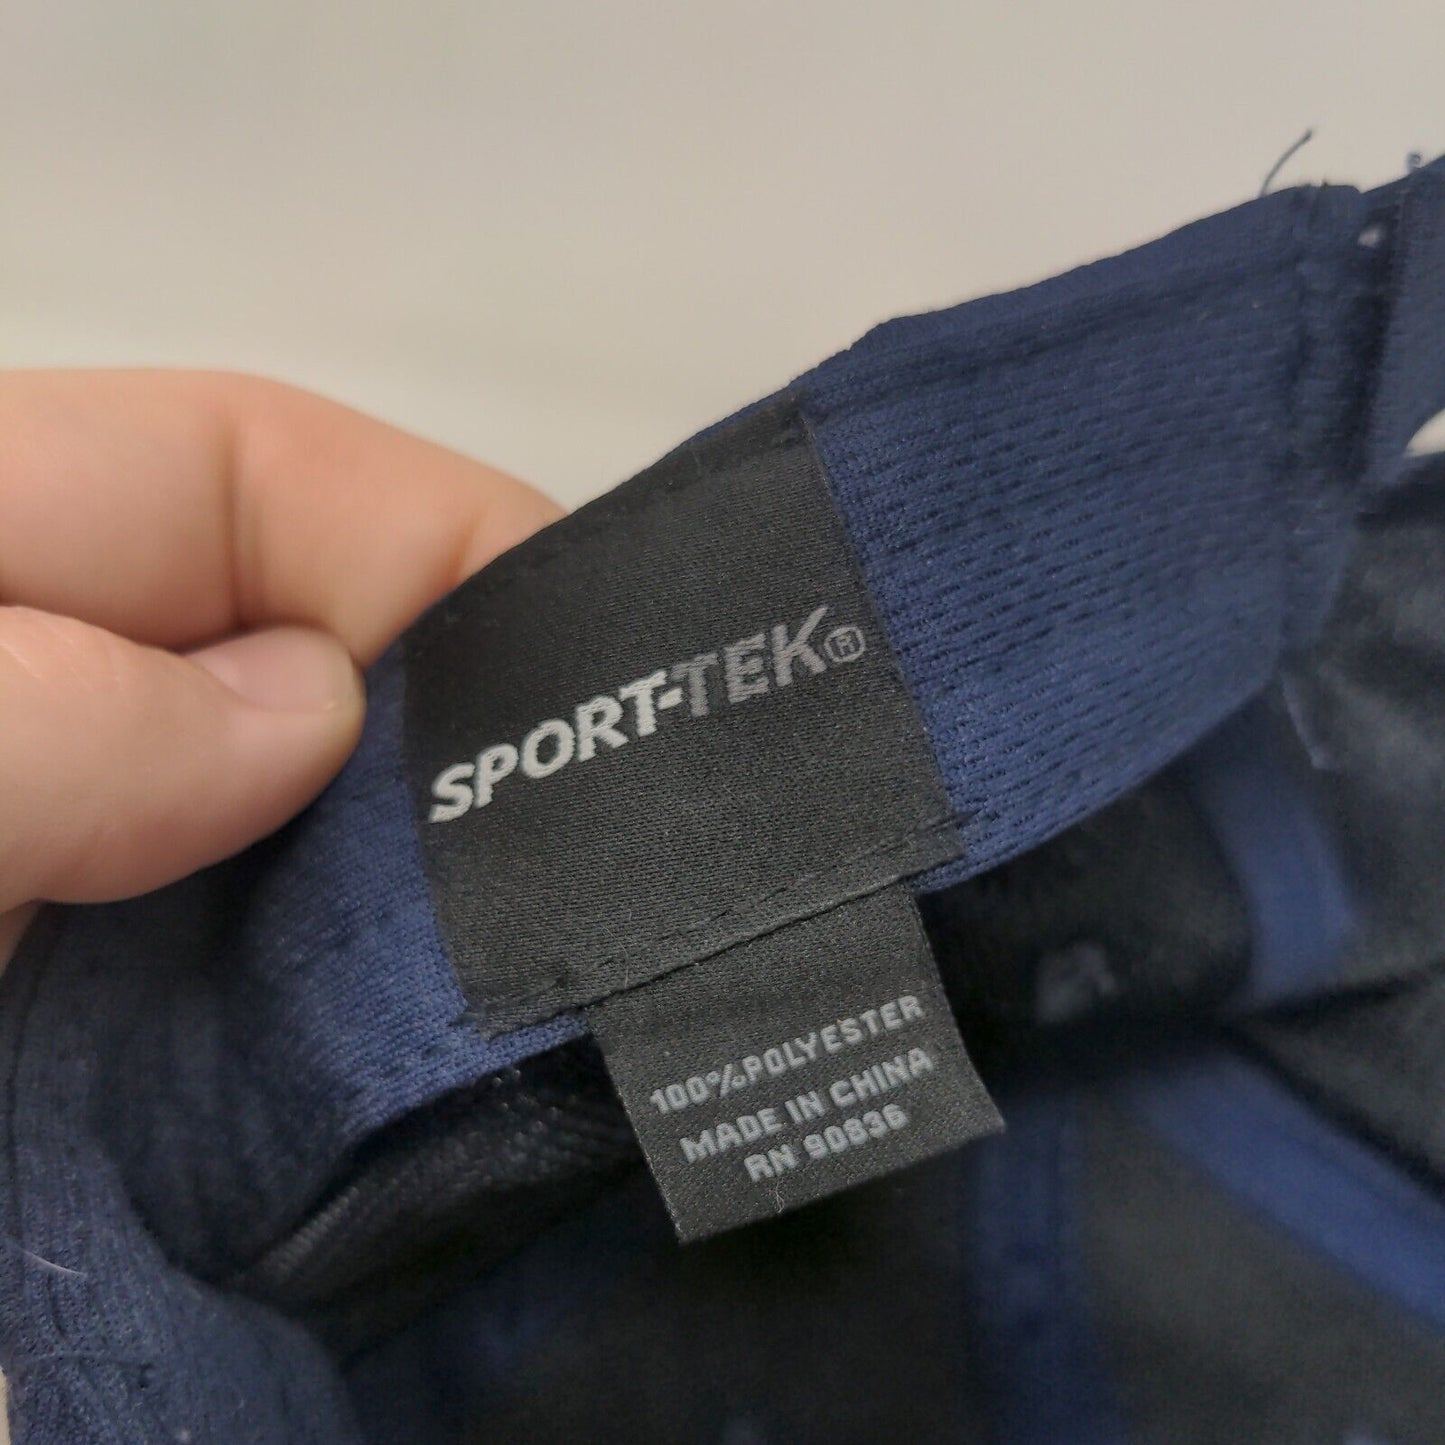 SPORT-TEK®
100%POLYESTER
MADE IN CHINA
RN 90836